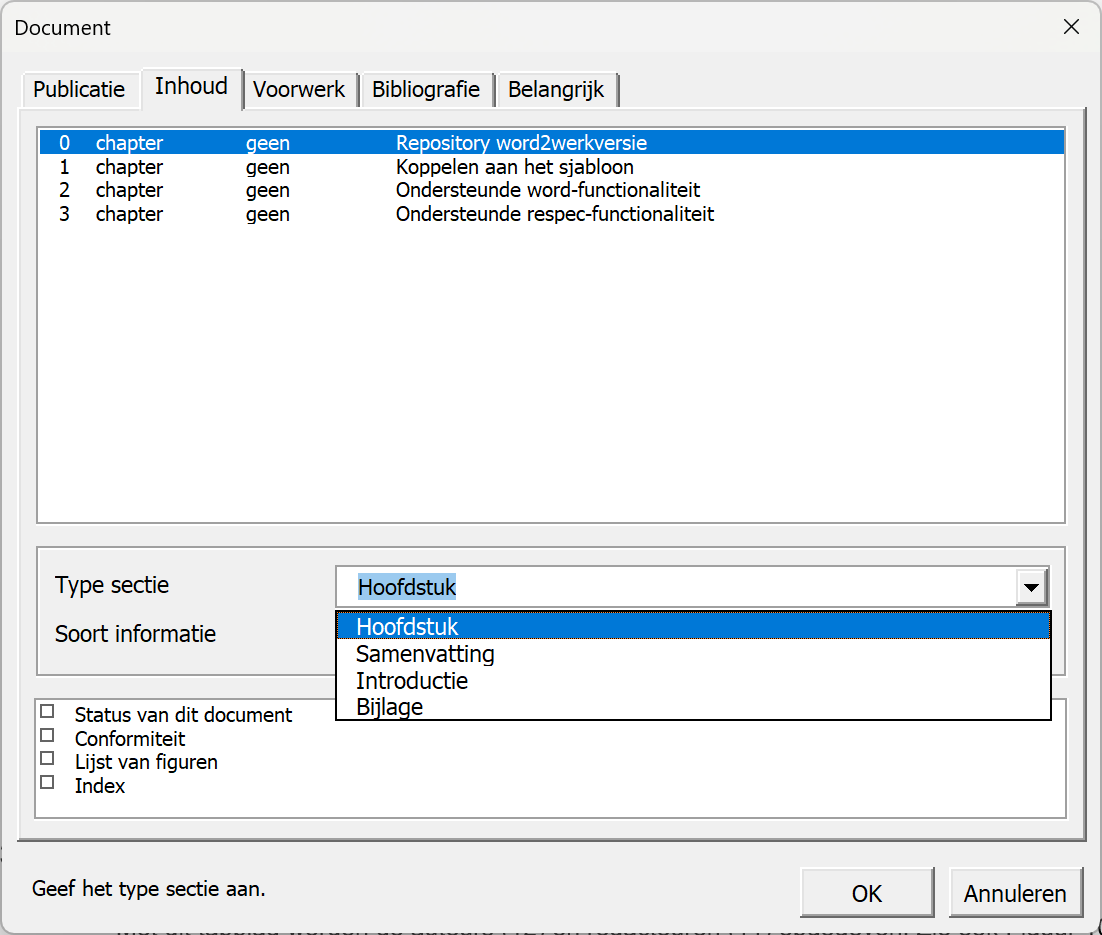 Document
Publicatie Inhoud Voorwerk Bibliografie Belangrijk
0 chapter geen Repository word2werkversie
1 chapter geen Koppelen aan het sjabloon
2 chapter geen Ondersteunde word-functionaliteit
3 chapter geen Ondersteunde respec-functionaliteit
Type sectie Hoofdstuk
Hoofdstuk
Soort informatie
Samenvatting
Introductie
Bijlage
Status van dit document
Conformiteit
Lijst van figuren
Index
Geef het type sectie aan.
OK Annuleren